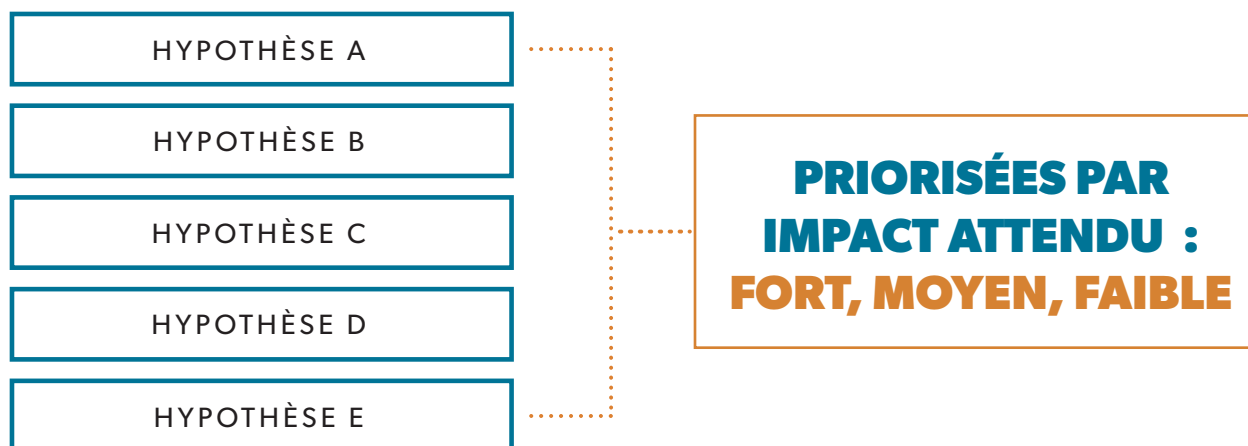 HYPOTHÈSE A
HYPOTHÈSE B
HYPOTHÈSE C
HYPOTHÈSE D
HYPOTHÈSE E
PRIORISÉES PAR
IMPACT ATTENDU :
FORT, MOYEN, FAIBLE